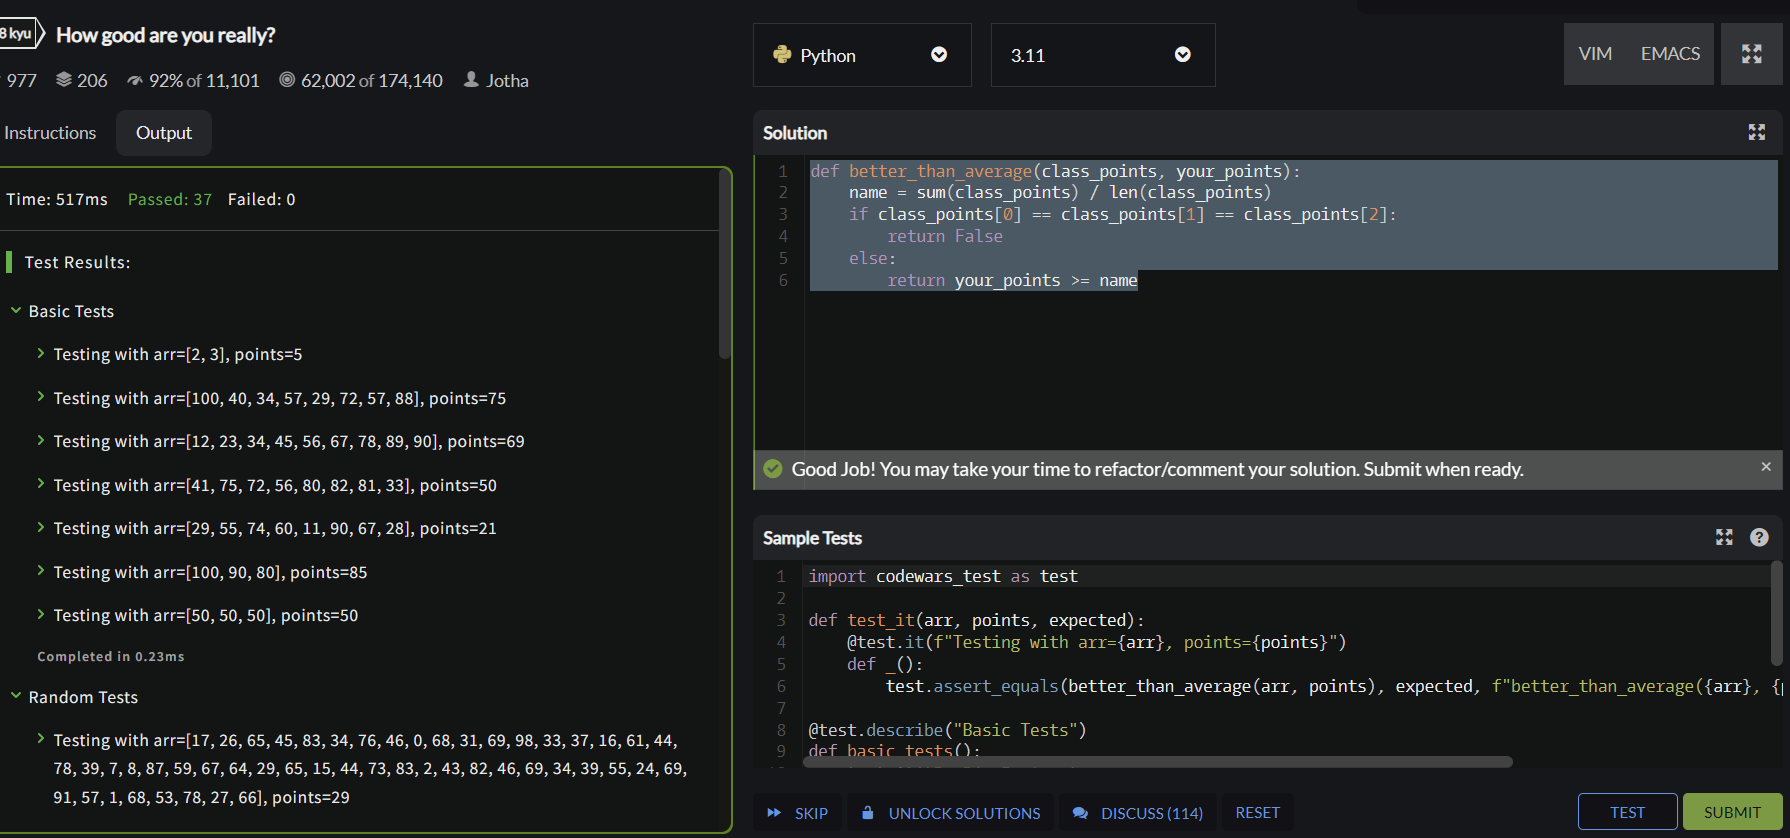 8 kyu How good are you really?
977 206 92% of 11,101 62,002 of 174,140 Jotha
Instructions Output
Time: 517ms Passed: 37 Failed: 0
Test Results:
Basic Tests
Testing with arr=[2, 3], points=5
Testing with arr=[100, 40, 34, 57, 29, 72, 57, 88], points=75
Testing with arr=[12, 23, 34, 45, 56, 67, 78, 89, 90], points=69
Testing with arr=[41, 75, 72, 56, 80, 82, 81, 33], points=50
Testing with arr=[29, 55, 74, 60, 11, 90, 67, 28], points=21
Testing with arr=[100, 90, 80], points=85
Testing with arr=[50, 50, 50], points=50
Completed in 0.23ms
Random Tests
Testing with arr=[17, 26, 65, 45, 83, 34, 76, 46, 0, 68, 31, 69, 98, 33, 37, 16, 61, 44,
78, 39, 7, 8, 87, 59, 67, 64, 29, 65, 15, 44, 73, 83, 2, 43, 82, 46, 69, 34, 39, 55, 24, 69,
91, 57, 1, 68, 53, 78, 27, 66], points=29
Python 3.11 VIM EMACS
Solution
1 def better_than_average(class_points, your_points):
2 name = sum(class_points) / len(class_points)
3 if class_points[0] == class_points[1] == class_points[2]:
4 return False
5 else:
6 return your_points >= name
Good Job! You may take your time to refactor/comment your solution. Submit when ready. ×
Sample Tests ?
1 import codewars_test as test
2
3 def test_it(arr, points, expected):
4 @test.it(f"Testing with arr={arr}, points={points}")
5 def _():
6 test.assert_equals(better_than_average(arr, points), expected, f"better_than_average({arr}, {
7
8 @test.describe("Basic Tests")
9 def basic_tests():
SKIP UNLOCK SOLUTIONS DISCUSS (114) RESET TEST SUBMIT